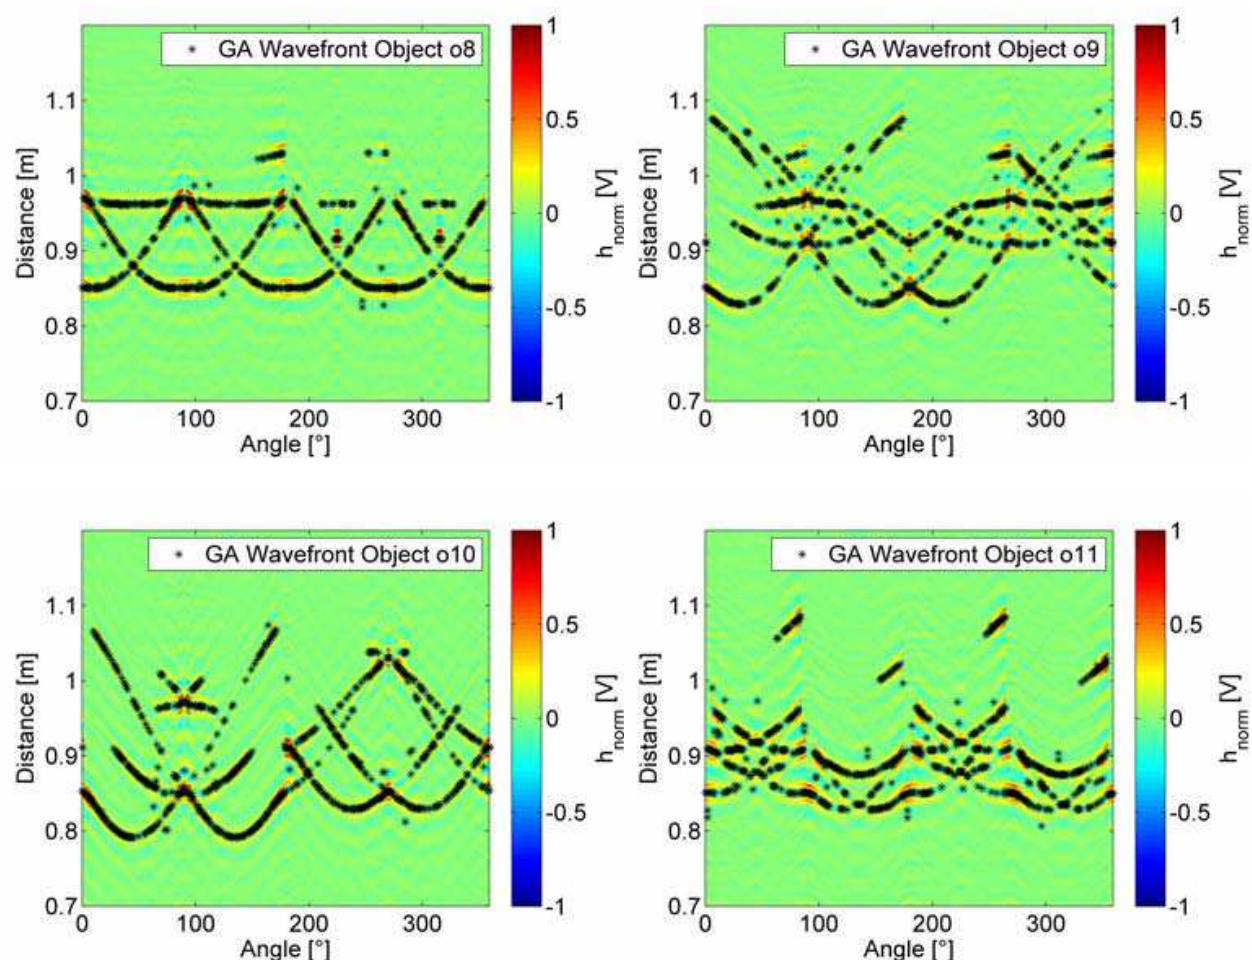 * GA Wavefront Object o8
1.1
1
0.9
0.8
0.7
Distance [m]
0 100 200 300
Angle [°]
1
0.5
0
-0.5
-1
h_norm [V]
* GA Wavefront Object o9
1.1
1
0.9
0.8
0.7
Distance [m]
0 100 200 300
Angle [°]
1
0.5
0
-0.5
-1
h_norm [V]
* GA Wavefront Object o10
1.1
1
0.9
0.8
0.7
Distance [m]
0 100 200 300
Angle [°]
1
0.5
0
-0.5
-1
h_norm [V]
* GA Wavefront Object o11
1.1
1
0.9
0.8
0.7
Distance [m]
0 100 200 300
Angle [°]
1
0.5
0
-0.5
-1
h_norm [V]